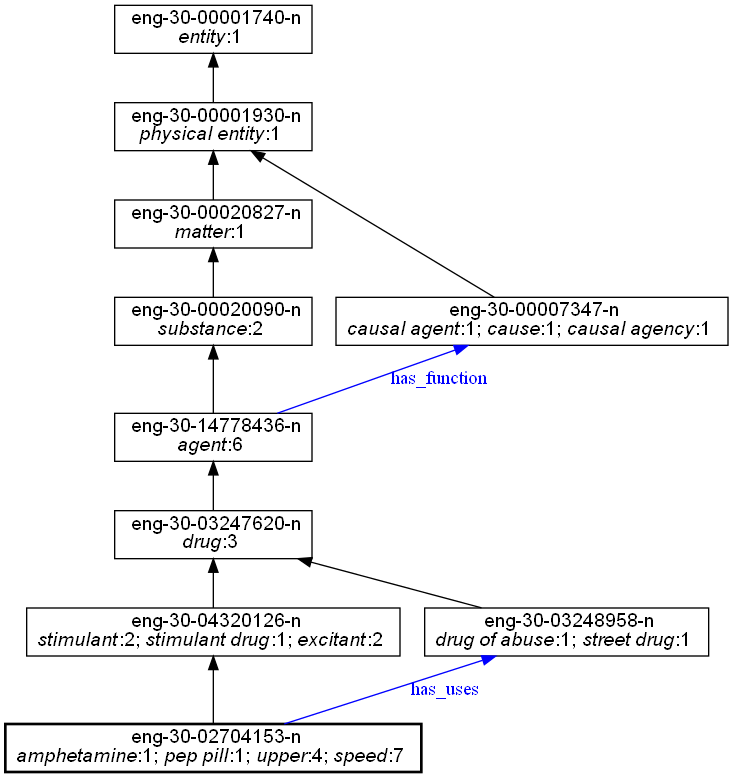 eng-30-00001740-n
entity:1
eng-30-00001930-n
physical entity:1
eng-30-00020827-n
matter:1
eng-30-00020090-n
substance:2
eng-30-00007347-n
causal agent:1; cause:1; causal agency:1
has_function
eng-30-14778436-n
agent:6
eng-30-03247620-n
drug:3
eng-30-04320126-n
stimulant:2; stimulant drug:1; excitant:2
eng-30-03248958-n
drug of abuse:1; street drug:1
has_uses
eng-30-02704153-n
amphetamine:1; pep pill:1; upper:4; speed:7